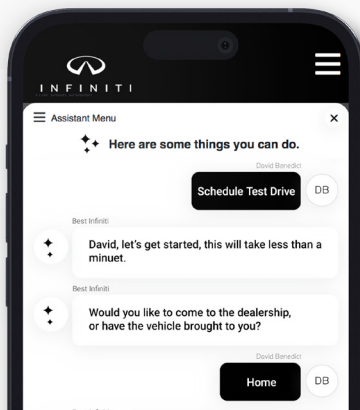 INFINITI
Assistant Menu
Here are some things you can do.
David Benedict
Schedule Test Drive
DB
Best Infiniti
David, let's get started, this will take less than a
minuet.
Best Infiniti
Would you like to come to the dealership,
or have the vehicle brought to you?
David Benedict
Home
DB